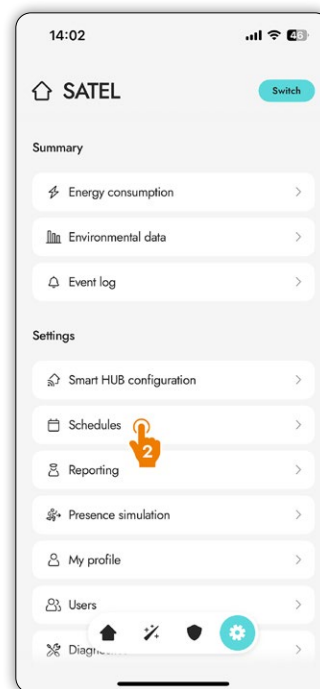 14:02
46
SATEL
Switch
Summary
Energy consumption
Environmental data
Event log
Settings
Smart HUB configuration
Schedules
2
Reporting
Presence simulation
My profile
Users